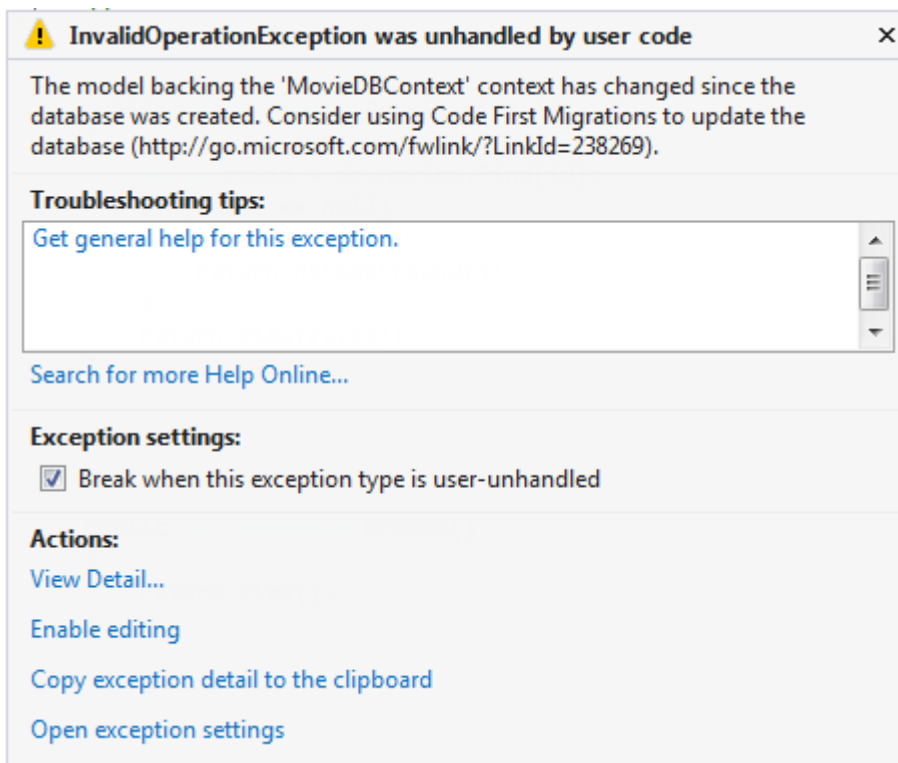 InvalidOperationException was unhandled by user code
The model backing the 'MovieDBContext' context has changed since the
database was created. Consider using Code First Migrations to update the
database (http://go.microsoft.com/fwlink/?LinkId=238269).
Troubleshooting tips:
Get general help for this exception.
Search for more Help Online...
Exception settings:
Break when this exception type is user-unhandled
Actions:
View Detail...
Enable editing
Copy exception detail to the clipboard
Open exception settings